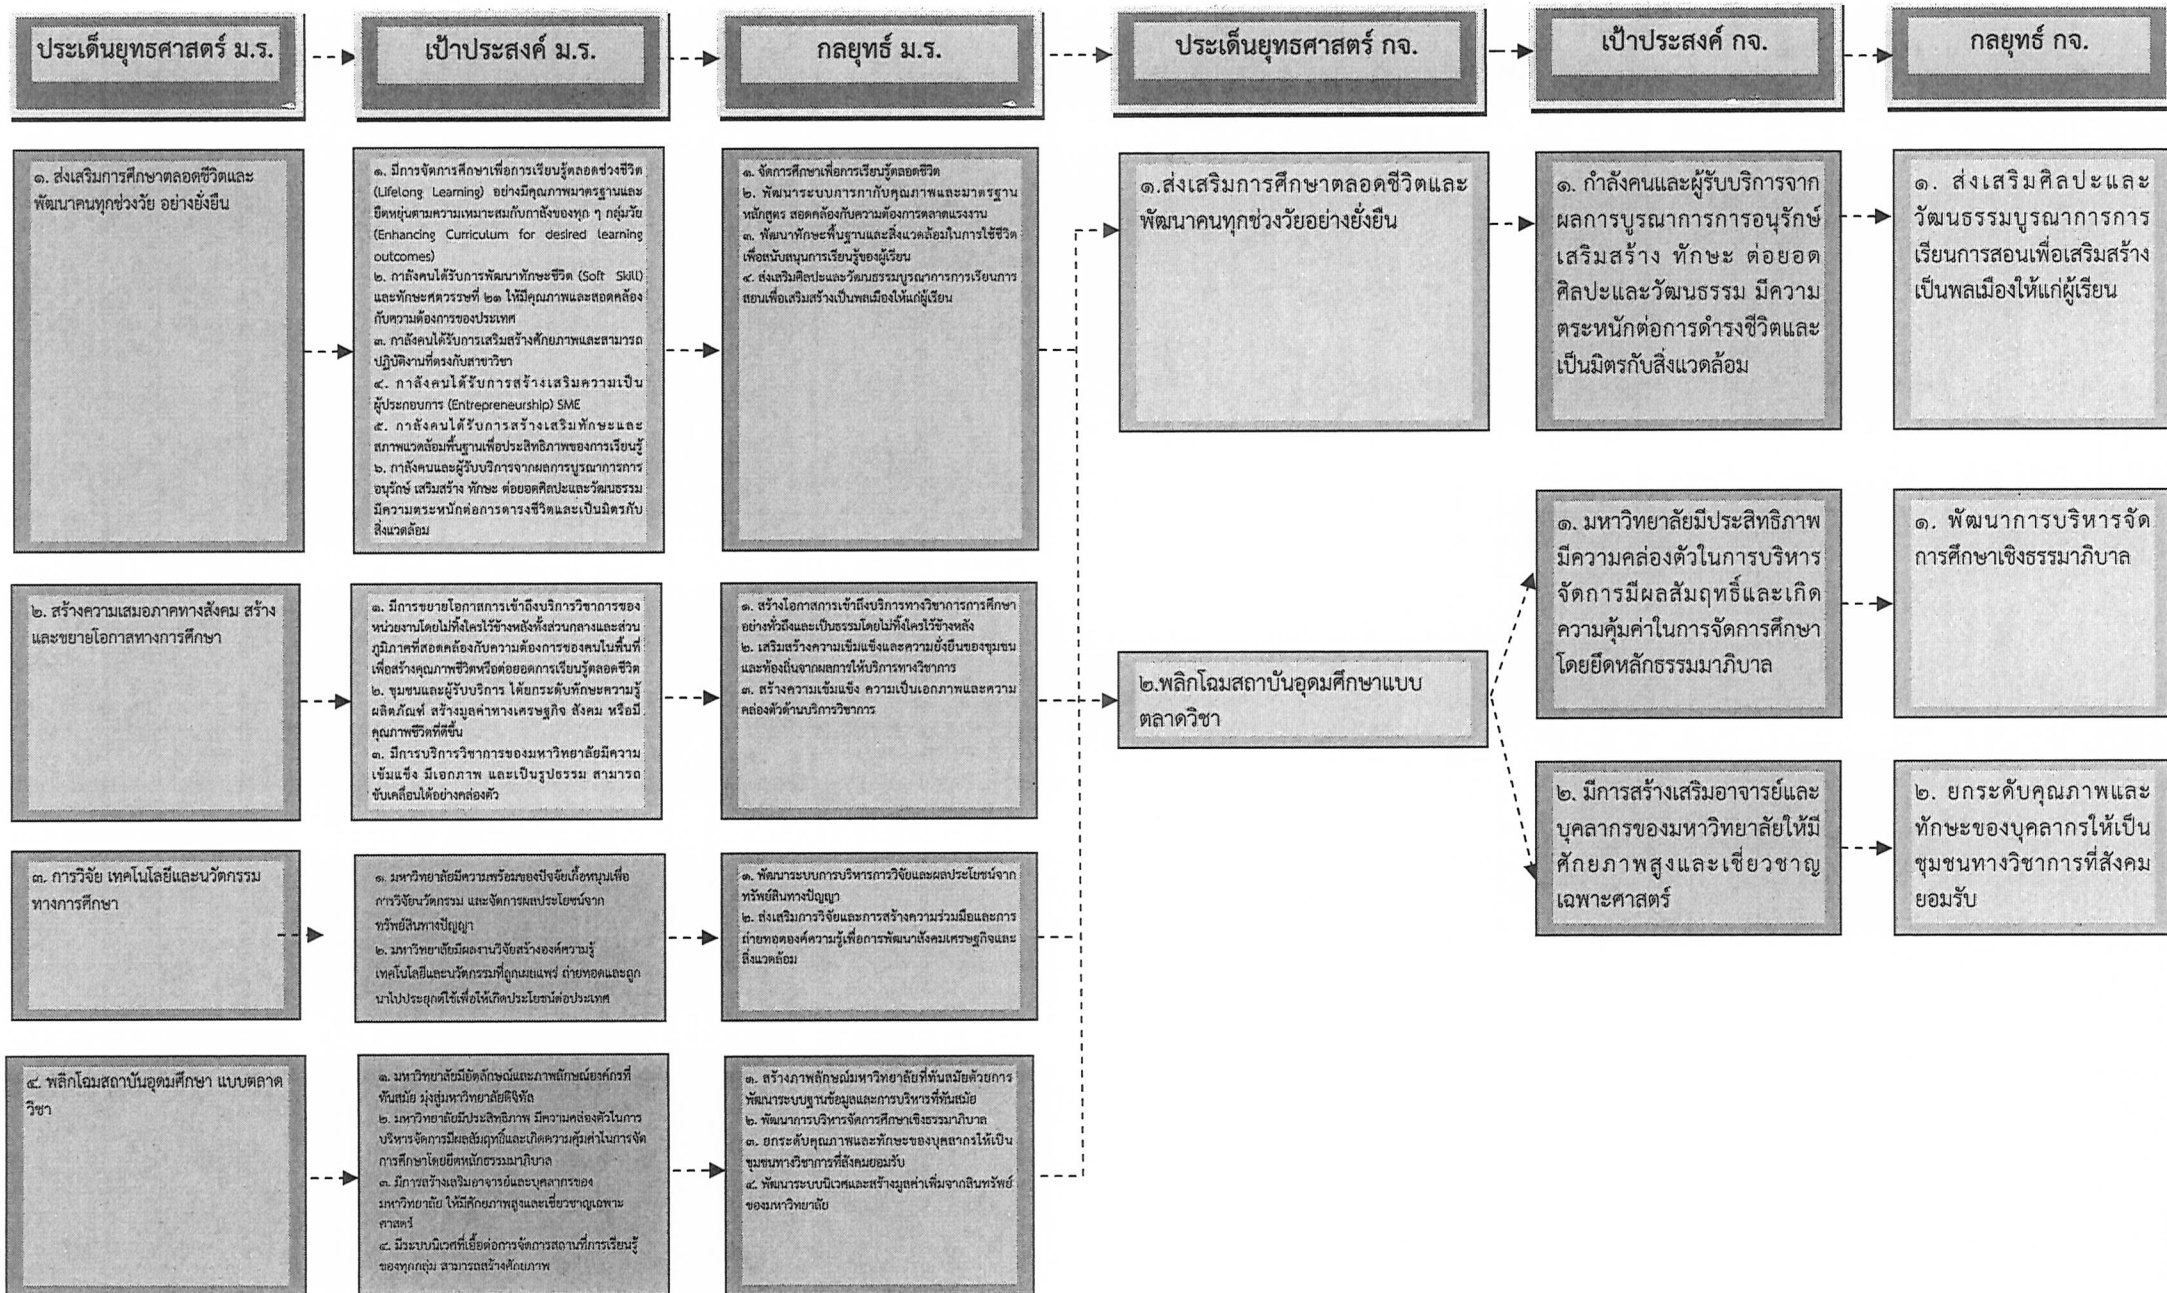 ประเด็นยุทธศาสตร์ ม.ร.
เป้าประสงค์ ม.ร.
กลยุทธ์ ม.ร.
ประเด็นยุทธศาสตร์ กจ.
เป้าประสงค์ กจ.
กลยุทธ์ กจ.
๑. ส่งเสริมการศึกษาตลอดชีวิตและ
พัฒนาคนทุกช่วงวัย อย่างยั่งยืน
๑. มีการจัดการศึกษาเพื่อการเรียนรู้ตลอดช่วงชีวิต
(Lifelong Learning) อย่างมีคุณภาพมาตรฐานและ
ยืดหยุ่นตามความเหมาะสมกับกาลังของทุก ๆ กลุ่มวัย
(Enhancing Curriculum for desired learning
outcomes)
๒. กาลังคนได้รับการพัฒนาทักษะชีวิต (Soft Skill)
และทักษะศตวรรษที่ ๒๑ ให้มีคุณภาพและสอดคล้อง
กับความต้องการของประเทศ
๓. กาลังคนได้รับการเสริมสร้างศักยภาพและสามารถ
ปฏิบัติงานที่ตรงกับสาขาวิชา
๔. กาลังคนได้รับการสร้างเสริมความเป็น
ผู้ประกอบการ (Entrepreneurship) SME
๕. กาลังคนได้รับการสร้างเสริมทักษะและ
สภาพแวดล้อมพื้นฐานเพื่อประสิทธิภาพของการเรียนรู้
๖. กาลังคนและผู้รับบริการจากผลการบูรณาการการ
อนุรักษ์ เสริมสร้าง ทักษะ ต่อยอดศิลปะและวัฒนธรรม
มีความตระหนักต่อการดารงชีวิตและเป็นมิตรกับ
สิ่งแวดล้อม
๑. จัดการศึกษาเพื่อการเรียนรู้ตลอดชีวิต
๒. พัฒนาระบบการกากับคุณภาพและมาตรฐาน
หลักสูตร สอดคล้องกับความต้องการตลาดแรงงาน
๓. พัฒนาทักษะพื้นฐานและสิ่งแวดล้อมในการใช้ชีวิต
เพื่อสนับสนุนการเรียนรู้ของผู้เรียน
๔. ส่งเสริมศิลปะและวัฒนธรรมบูรณาการการเรียนการ
สอนเพื่อเสริมสร้างเป็นพลเมืองให้แก่ผู้เรียน
๑.ส่งเสริมการศึกษาตลอดชีวิตและ
พัฒนาคนทุกช่วงวัยอย่างยั่งยืน
๑. กำลังคนและผู้รับบริการจาก
ผลการบูรณาการการอนุรักษ์
เสริมสร้าง ทักษะ ต่อยอด
ศิลปะและวัฒนธรรม มีความ
ตระหนักต่อการดำรงชีวิตและ
เป็นมิตรกับสิ่งแวดล้อม
๑. ส่งเสริมศิลปะและ
วัฒนธรรมบูรณาการการ
เรียนการสอนเพื่อเสริมสร้าง
เป็นพลเมืองให้แก่ผู้เรียน
๒. สร้างความเสมอภาคทางสังคม สร้าง
และขยายโอกาสทางการศึกษา
๑. มีการขยายโอกาสการเข้าถึงบริการวิชาการของ
หน่วยงานโดยไม่ทิ้งใครไว้ข้างหลังทั้งส่วนกลางและส่วน
ภูมิภาคที่สอดคล้องกับความต้องการของคนในพื้นที่
เพื่อสร้างคุณภาพชีวิตหรือต่อยอดการเรียนรู้ตลอดชีวิต
๒. ชุมชนและผู้รับบริการ ได้ยกระดับทักษะความรู้
ผลิตภัณฑ์ สร้างมูลค่าทางเศรษฐกิจ สังคม หรือมี
คุณภาพชีวิตที่ดีขึ้น
๓. มีการบริการวิชาการของมหาวิทยาลัยมีความ
เข้มแข็ง มีเอกภาพ และเป็นรูปธรรม สามารถ
ขับเคลื่อนได้อย่างคล่องตัว
๑. สร้างโอกาสการเข้าถึงบริการทางวิชาการการศึกษา
อย่างทั่วถึงและเป็นธรรมโดยไม่ทิ้งใครไว้ข้างหลัง
๒. เสริมสร้างความเข้มแข็งและความยั่งยืนของชุมชน
และท้องถิ่นจากผลการให้บริการทางวิชาการ
๓. สร้างความเข้มแข็ง ความเป็นเอกภาพและความ
คล่องตัวด้านบริการวิชาการ
๒.พลิกโฉมสถาบันอุดมศึกษาแบบ
ตลาดวิชา
๑. มหาวิทยาลัยมีประสิทธิภาพ
มีความคล่องตัวในการบริหาร
จัดการมีผลสัมฤทธิ์และเกิด
ความคุ้มค่าในการจัดการศึกษา
โดยยึดหลักธรรมมาภิบาล
๑. พัฒนาการบริหารจัด
การศึกษาเชิงธรรมาภิบาล
๒. มีการสร้างเสริมอาจารย์และ
บุคลากรของมหาวิทยาลัยให้มี
ศักยภาพสูงและเชี่ยวชาญ
เฉพาะศาสตร์
๒. ยกระดับคุณภาพและ
ทักษะของบุคลากรให้เป็น
ชุมชนทางวิชาการที่สังคม
ยอมรับ
๓. การวิจัย เทคโนโลยีและนวัตกรรม
ทางการศึกษา
๑. มหาวิทยาลัยมีความพร้อมของปัจจัยเกื้อหนุนเพื่อ
การวิจัยนวัตกรรม และจัดการผลประโยชน์จาก
ทรัพย์สินทางปัญญา
๒. มหาวิทยาลัยมีผลงานวิจัยสร้างองค์ความรู้
เทคโนโลยีและนวัตกรรมที่ถูกเผยแพร่ ถ่ายทอดและถูก
นาไปประยุกต์ใช้เพื่อให้เกิดประโยชน์ต่อประเทศ
๑. พัฒนาระบบการบริหารการวิจัยและผลประโยชน์จาก
ทรัพย์สินทางปัญญา
๒. ส่งเสริมการวิจัยและการสร้างความร่วมมือและการ
ถ่ายทอดองค์ความรู้เพื่อการพัฒนาสังคมเศรษฐกิจและ
สิ่งแวดล้อม
๔. พลิกโฉมสถาบันอุดมศึกษา แบบตลาด
วิชา
๑. มหาวิทยาลัยมีอัตลักษณ์และภาพลักษณ์องค์กรที่
ทันสมัย มุ่งสู่มหาวิทยาลัยดิจิทัล
๒. มหาวิทยาลัยมีประสิทธิภาพ มีความคล่องตัวในการ
บริหารจัดการมีผลสัมฤทธิ์และเกิดความคุ้มค่าในการจัด
การศึกษาโดยยึดหลักธรรมมาภิบาล
๓. มีการสร้างเสริมอาจารย์และบุคลากรของ
มหาวิทยาลัย ให้มีศักยภาพสูงและเชี่ยวชาญเฉพาะ
ศาสตร์
๔. มีระบบนิเวศที่เอื้อต่อการจัดการสถานที่การเรียนรู้
ของทุกกลุ่ม สามารถสร้างศักยภาพ
๑. สร้างภาพลักษณ์มหาวิทยาลัยที่ทันสมัยด้วยการ
พัฒนาระบบฐานข้อมูลและการบริหารที่ทันสมัย
๒. พัฒนาการบริหารจัดการศึกษาเชิงธรรมาภิบาล
๓. ยกระดับคุณภาพและทักษะของบุคลากรให้เป็น
ชุมชนทางวิชาการที่สังคมยอมรับ
๔. พัฒนาระบบนิเวศและสร้างมูลค่าเพิ่มจากสินทรัพย์
ของมหาวิทยาลัย